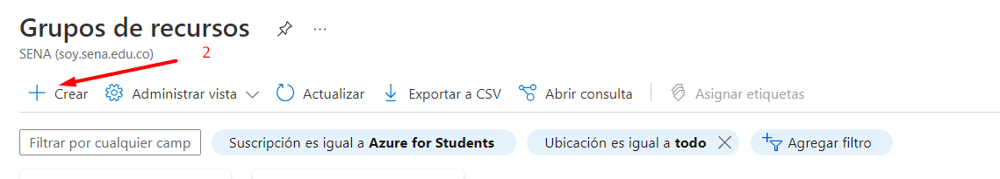 Grupos de recursos
SENA (soy.sena.edu.co)
2
Crear
Administrar vista
Actualizar
Exportar a CSV
Abrir consulta
Asignar etiquetas
Filtrar por cualquier camp
Suscripción es igual a Azure for Students
Ubicación es igual a todo
Agregar filtro